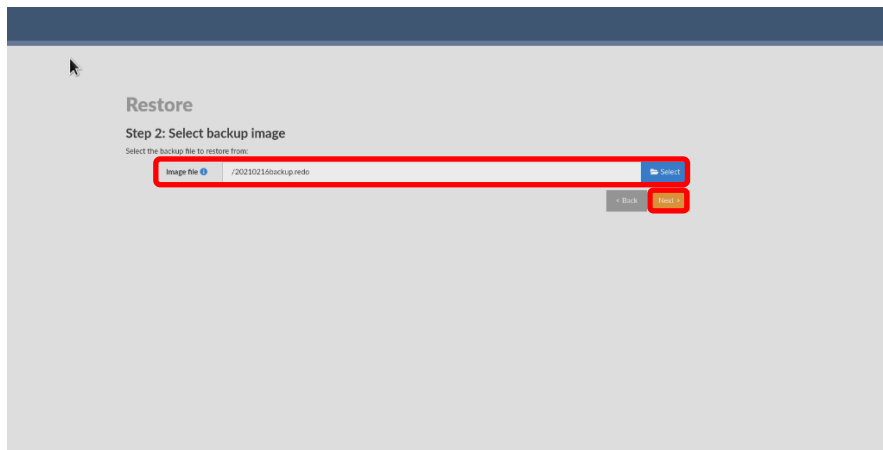 Restore
Step 2: Select backup image
Select the backup file to restore from:
Image file /20210216backup.redo Select
< Back Next >